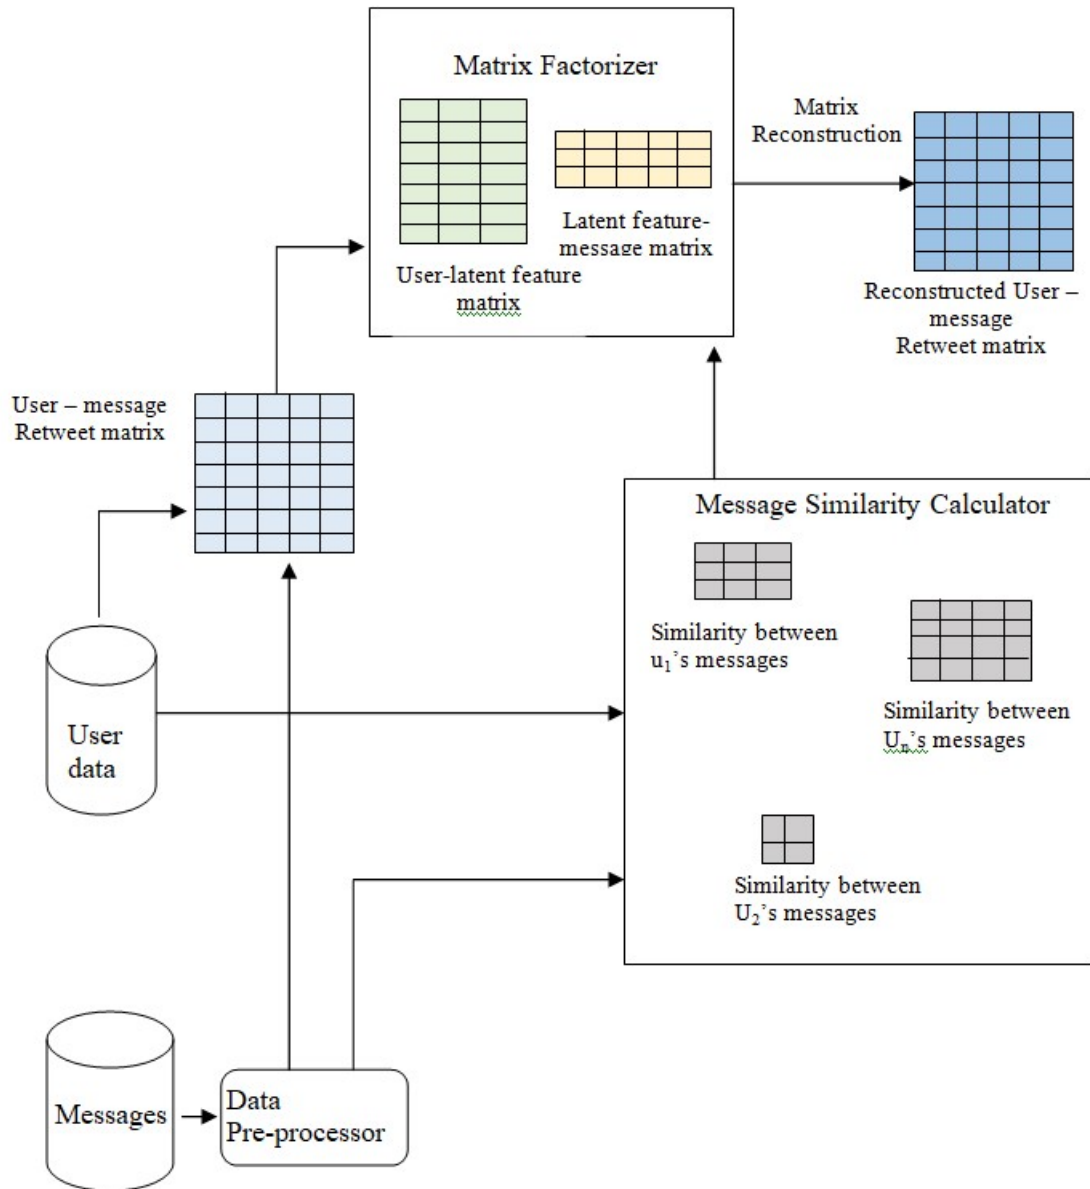 Matrix Factorizer
Latent feature-
message matrix
User-latent feature
matrix
Matrix
Reconstruction
Reconstructed User –
message
Retweet matrix
User – message
Retweet matrix
Message Similarity Calculator
Similarity between
u₁’s messages
Similarity between
Uₙ’s messages
Similarity between
U₂’s messages
User
data
Messages
Data
Pre-processor